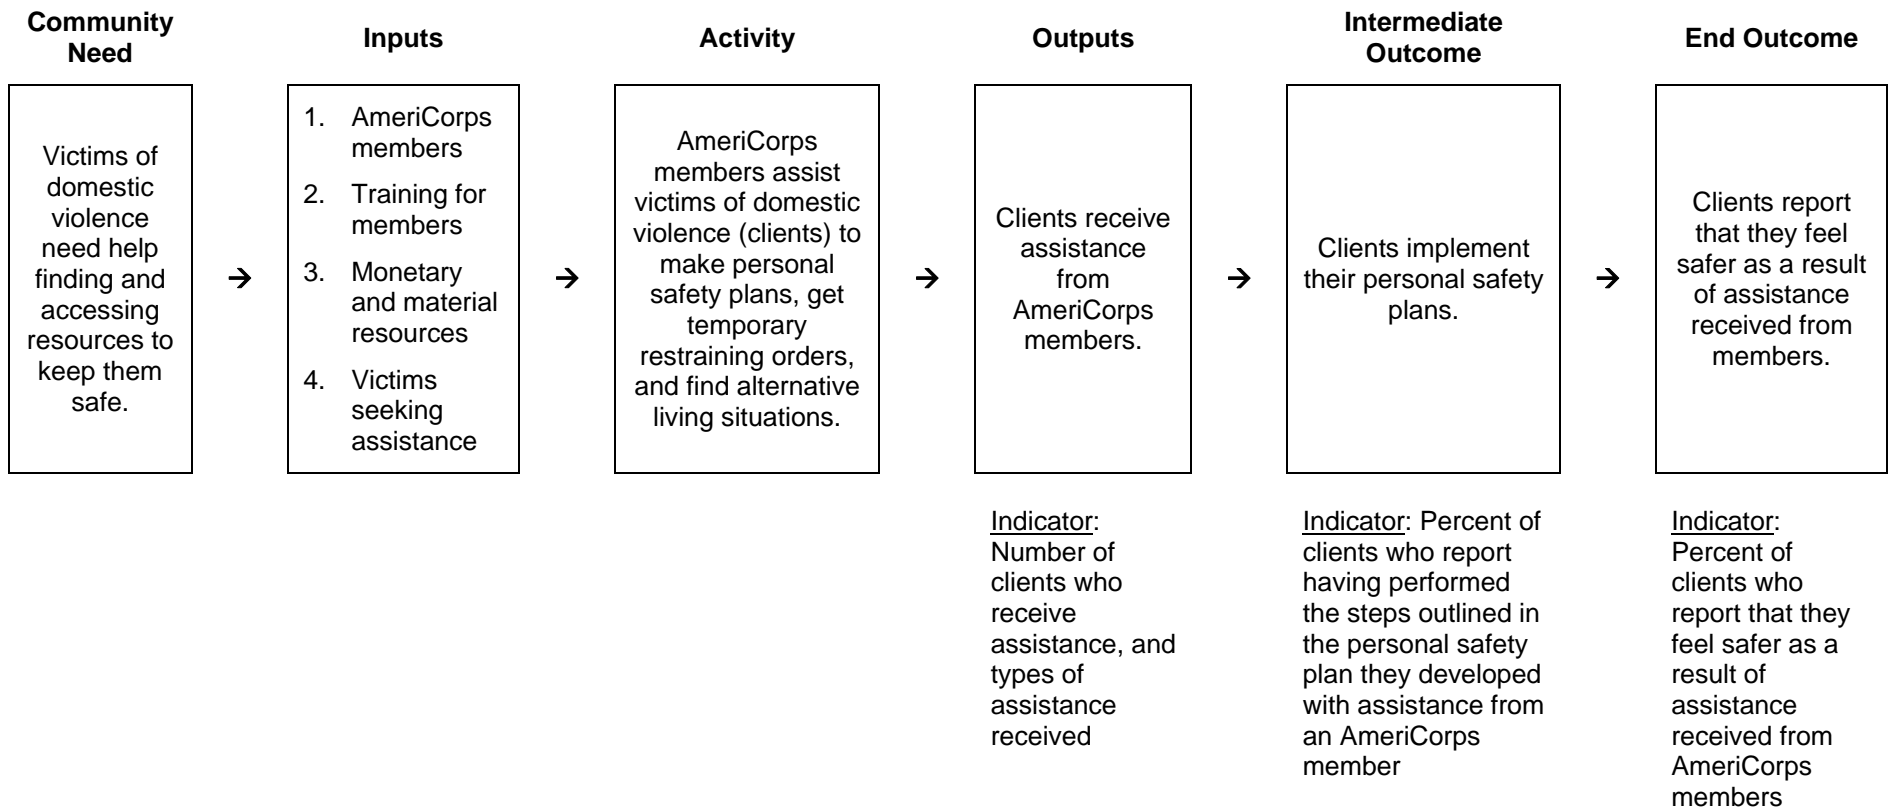 Community
Need
Inputs
Activity
Outputs
Intermediate
Outcome
End Outcome
Victims of
domestic
violence
need help
finding and
accessing
resources to
keep them
safe.
→
1. AmeriCorps
members
2. Training for
members
3. Monetary
and material
resources
4. Victims
seeking
assistance
→
AmeriCorps
members assist
victims of domestic
violence (clients) to
make personal
safety plans, get
temporary
restraining orders,
and find alternative
living situations.
→
Clients receive
assistance
from
AmeriCorps
members.
→
Clients implement
their personal safety
plans.
→
Clients report
that they feel
safer as a result
of assistance
received from
members.
Indicator:
Number of
clients who
receive
assistance, and
types of
assistance
received
Indicator: Percent of
clients who report
having performed
the steps outlined in
the personal safety
plan they developed
with assistance from
an AmeriCorps
member
Indicator:
Percent of
clients who
report that they
feel safer as a
result of
assistance
received from
AmeriCorps
members